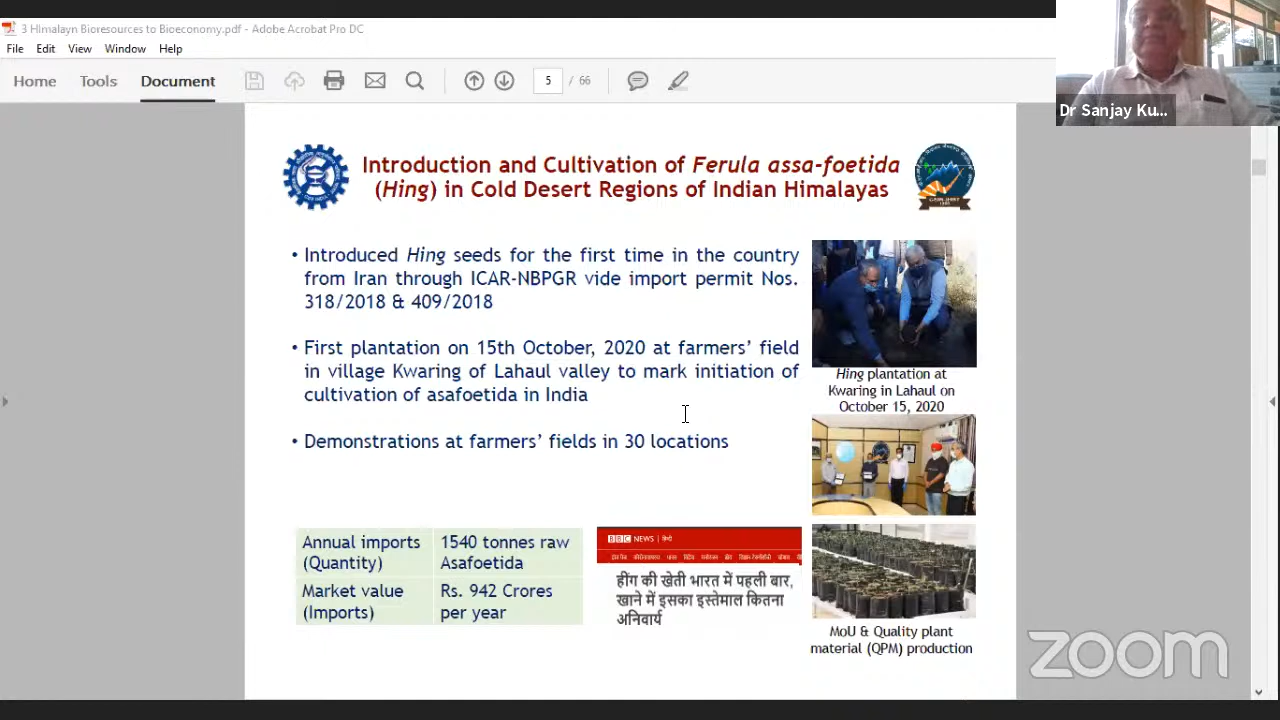 3 HImalayn Bioresources to Bioeconomy.pdf - Adobe Acrobat Pro DC
File Edit View Window Help
Home Tools Document 5 / 66
Dr Sanjay Ku...
Introduction and Cultivation of Ferula assa-foetida
(Hing) in Cold Desert Regions of Indian Himalayas
• Introduced Hing seeds for the first time in the country
from Iran through ICAR-NBPGR vide import permit Nos.
318/2018 & 409/2018
• First plantation on 15th October, 2020 at farmers' field
in village Kwaring of Lahaul valley to mark initiation of
cultivation of asafoetida in India
• Demonstrations at farmers' fields in 30 locations
Hing plantation at
Kwaring in Lahaul on
October 15, 2020
Annual imports 1540 tonnes raw
(Quantity) Asafoetida
Market value Rs. 942 Crores
(Imports) per year
BBC NEWS हिन्दी
हींग की खेती भारत में पहली बार,
खाने में इसका इस्तेमाल कितना
अनिवार्य
MoU & Quality plant
material (QPM) production
zoom